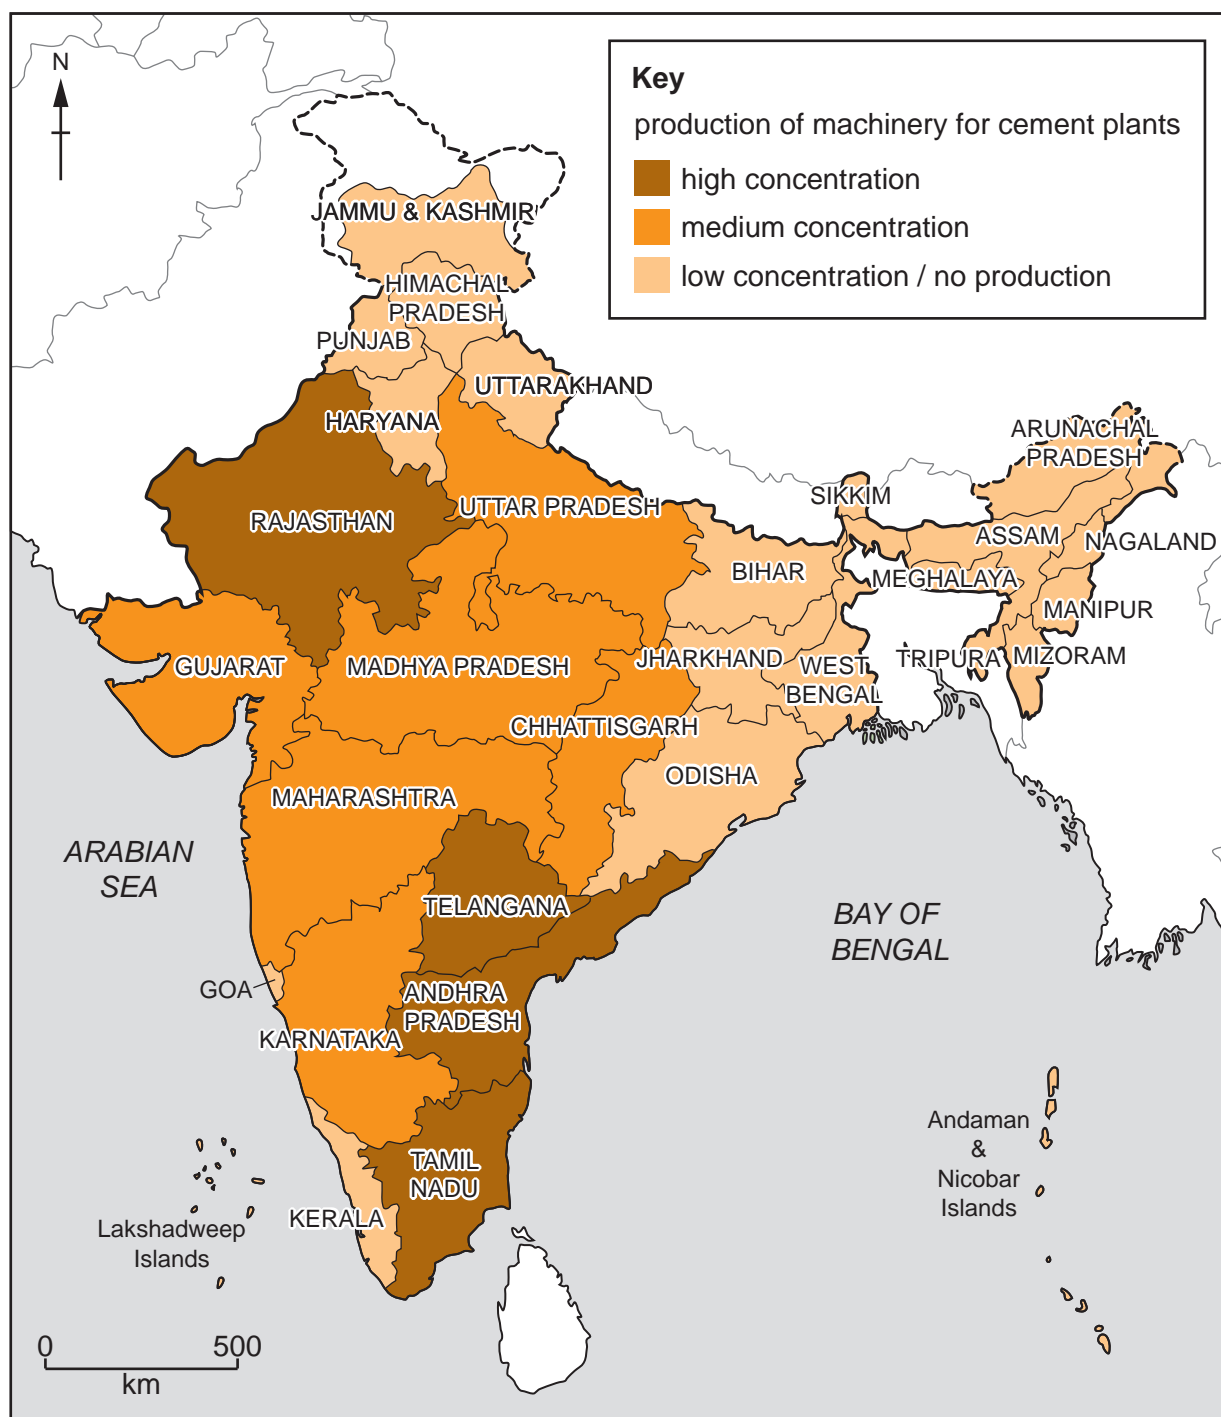 N
Key
production of machinery for cement plants
high concentration
medium concentration
low concentration / no production
JAMMU & KASHMIR
HIMACHAL
PRADESH
PUNJAB
UTTARAKHAND
HARYANA
ARUNACHAL
PRADESH
SIKKIM
UTTAR PRADESH
RAJASTHAN
ASSAM
NAGALAND
BIHAR
MEGHALAYA
MANIPUR
GUJARAT
MADHYA PRADESH
JHARKHAND
WEST
BENGAL
TRIPURA
MIZORAM
CHHATTISGARH
ODISHA
MAHARASHTRA
ARABIAN
SEA
TELANGANA
BAY OF
BENGAL
GOA
ANDHRA
PRADESH
KARNATAKA
Andaman
&
Nicobar
Islands
TAMIL
NADU
KERALA
Lakshadweep
Islands
0 500
km